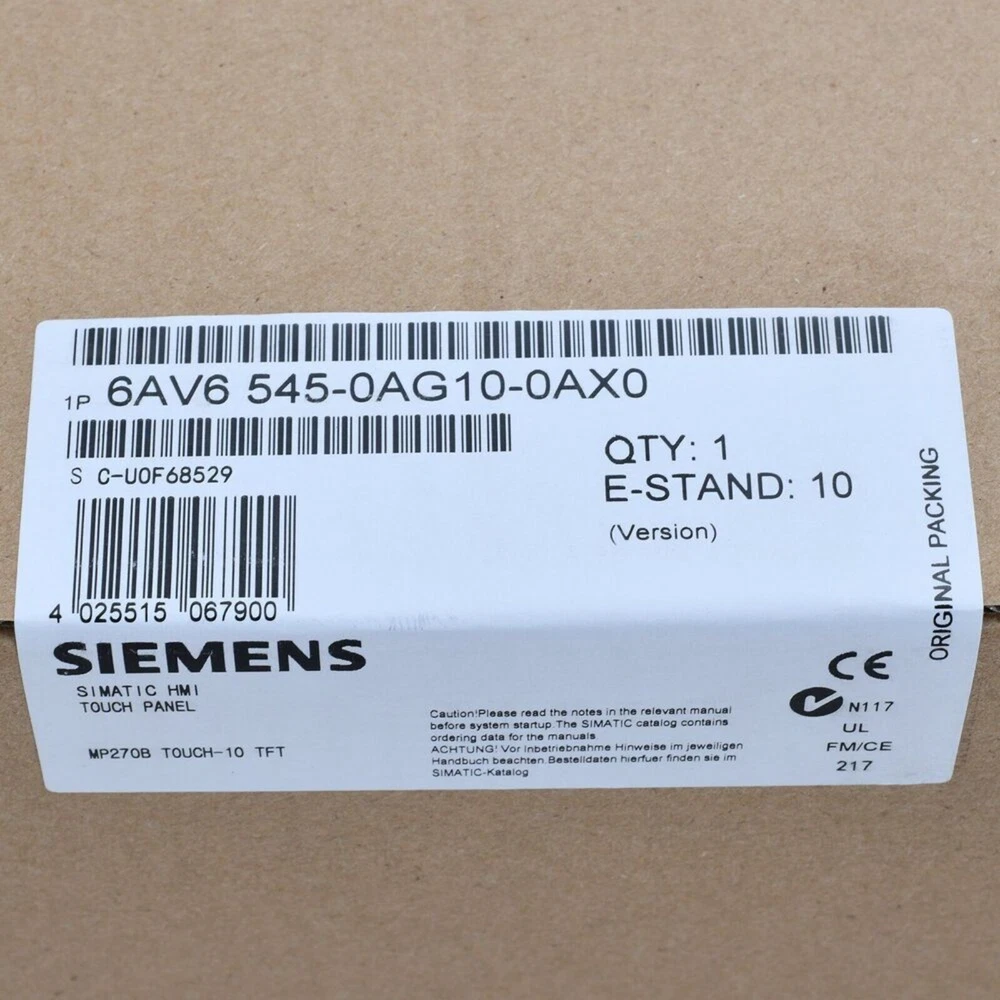 1P 6AV6 545-0AG10-0AX0
S C-U0F68529
QTY: 1
E-STAND: 10
(Version)
4 025515 067900
ORIGINAL PACKING
SIEMENS
SIMATIC HMI
TOUCH PANEL
MP270B TOUCH-10 TFT
Caution!Please read the notes in the relevant manual
before system startup.The SIMATIC catalog contains
ordering data for the manuals
ACHTUNG! Vor Inbetriebnahme Hinweise im jeweiligen
Handbuch beachten.Bestelldaten hierfuer finden sie im
SIMATIC-Katalog
CE
N117
UL
FM/CE
217